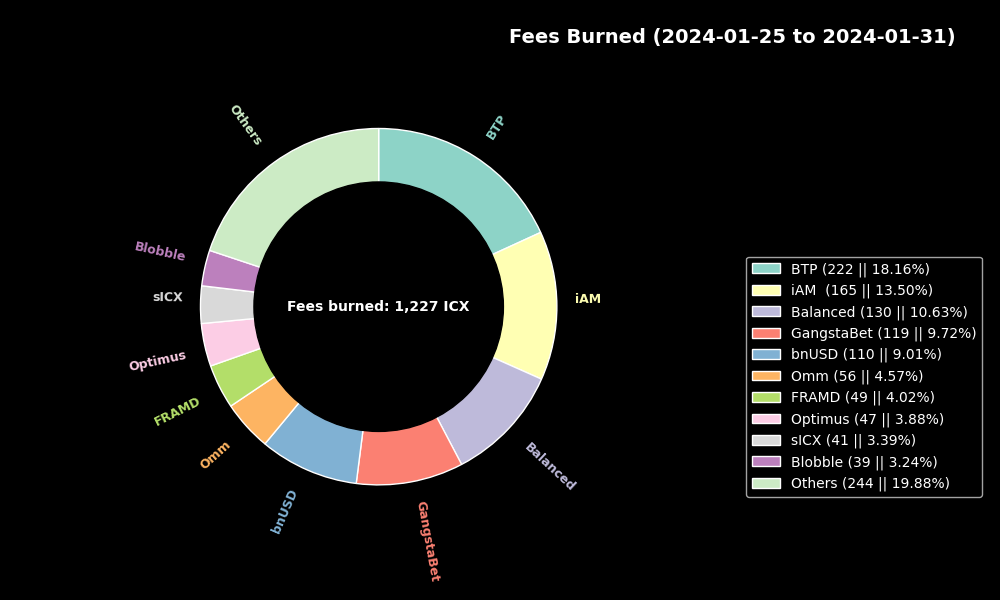 Fees Burned (2024-01-25 to 2024-01-31)
Others
BTP
Blobble
sICX
iAM
Fees burned: 1,227 ICX
Optimus
FRAMD
Omm
Balanced
bnUSD
GangstaBet
BTP (222 || 18.16%)
iAM  (165 || 13.50%)
Balanced (130 || 10.63%)
GangstaBet (119 || 9.72%)
bnUSD (110 || 9.01%)
Omm (56 || 4.57%)
FRAMD (49 || 4.02%)
Optimus (47 || 3.88%)
sICX (41 || 3.39%)
Blobble (39 || 3.24%)
Others (244 || 19.88%)